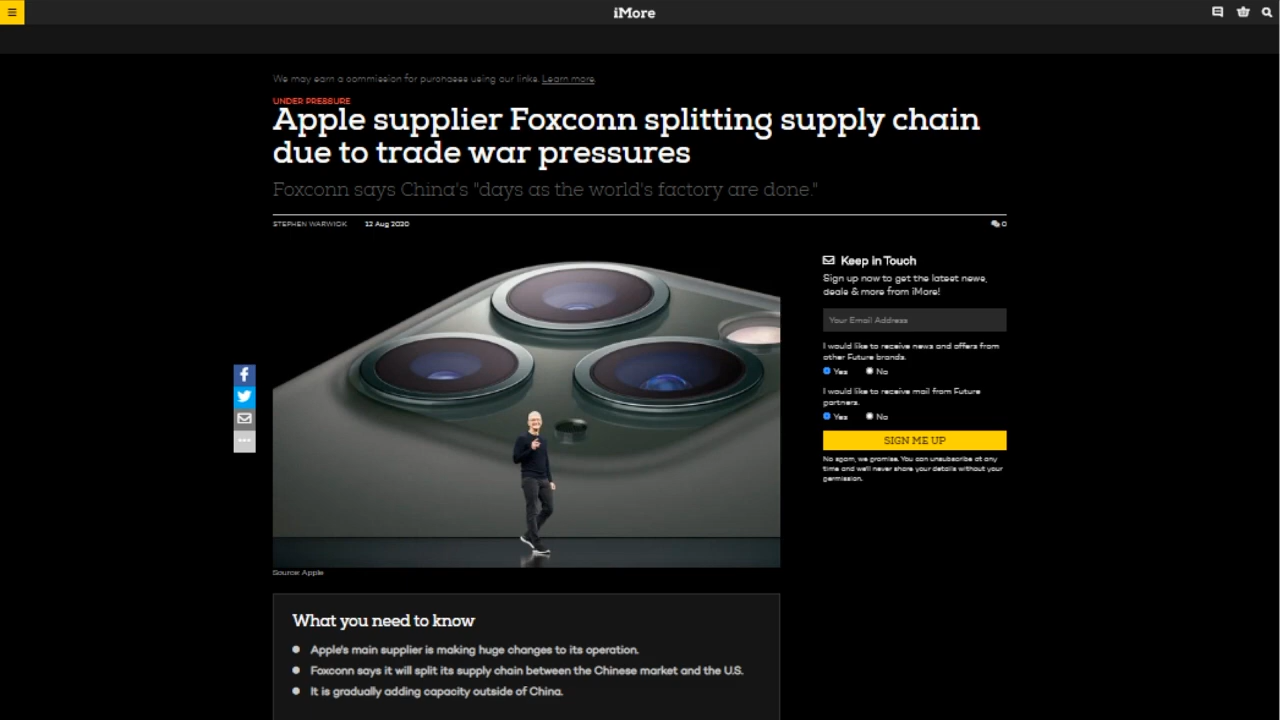 iMore
We may earn a commission for purchases using our links. Learn more.
UNDER PRESSURE
Apple supplier Foxconn splitting supply chain
due to trade war pressures
Foxconn says China's "days as the world's factory are done."
STEPHEN WARWICK 12 Aug 2020 0
Keep in Touch
Sign up now to get the latest news,
deals & more from iMore!
Your Email Address
I would like to receive news and offers from
other Future brands.
Yes No
I would like to receive mail from Future
partners.
Yes No
SIGN ME UP
No spam, we promise. You can unsubscribe at any
time and we'll never share your details without your
permission.
Source: Apple
What you need to know
Apple's main supplier is making huge changes to its operation.
Foxconn says it will split its supply chain between the Chinese market and the U.S.
It is gradually adding capacity outside of China.